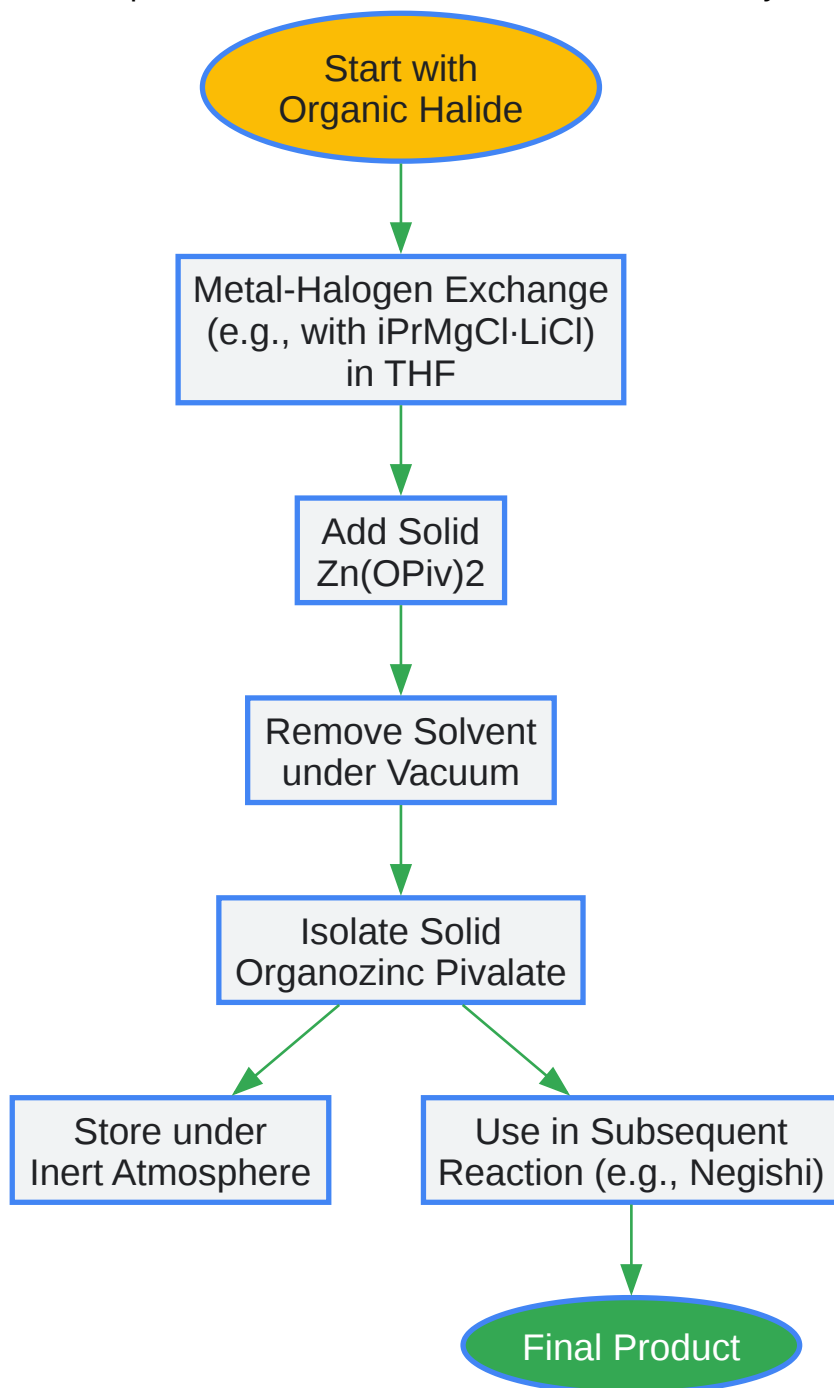 Start with
Organic Halide
Metal-Halogen Exchange
(e.g., with iPrMgCl·LiCl)
in THF
Add Solid
Zn(OPiv)2
Remove Solvent
under Vacuum
Isolate Solid
Organozinc Pivalate
Store under
Inert Atmosphere
Use in Subsequent
Reaction (e.g., Negishi)
Final Product